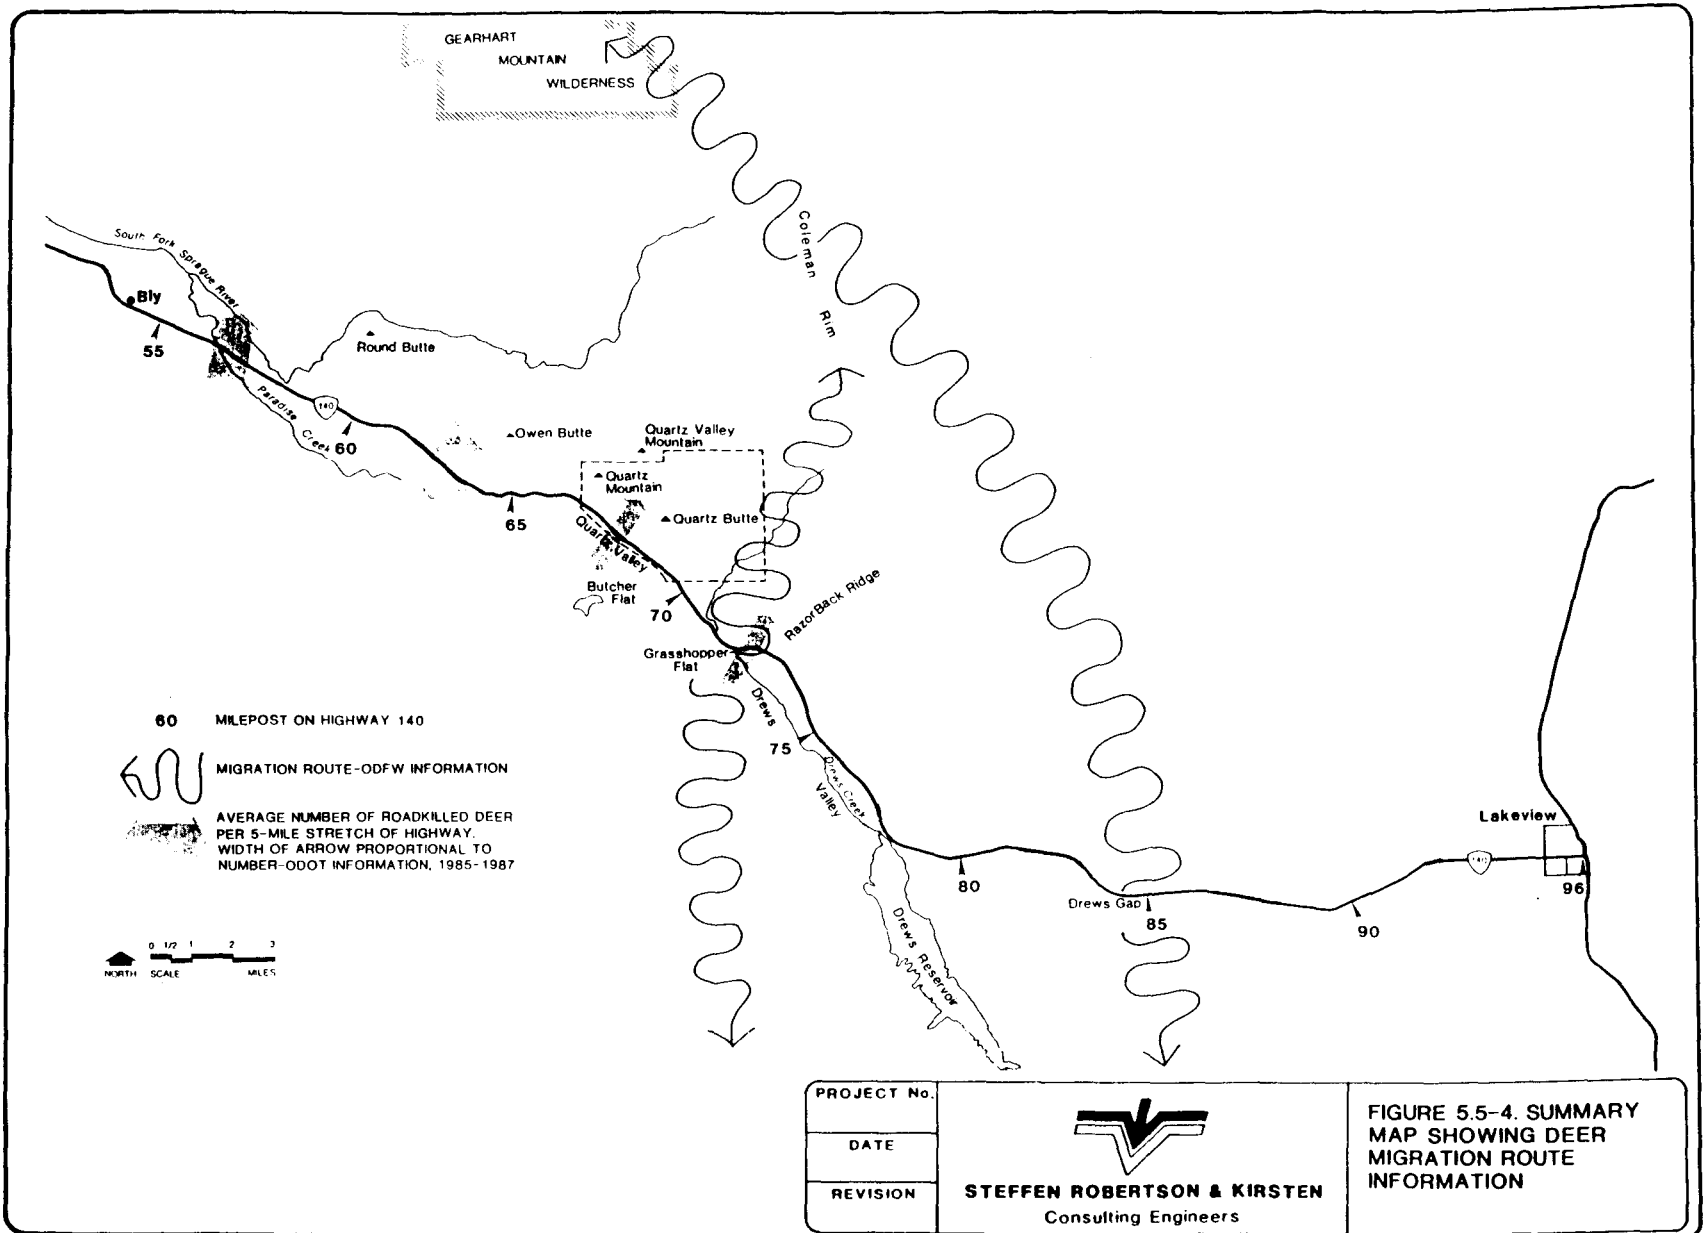 GEARHART
MOUNTAIN
WILDERNESS
South Fork Sprague River
Coleman Rim
Bly
55
Round Butte
140
Paradise Creek
60
Owen Butte
Quartz Valley
Mountain
Quartz
Mountain
65
Quartz Butte
Quartz Valley
Butcher
Flat
70
RazorBack Ridge
Grasshopper
Flat
Drews
Valley
75
Drews Creek
60 MILEPOST ON HIGHWAY 140
MIGRATION ROUTE-ODFW INFORMATION
AVERAGE NUMBER OF ROADKILLED DEER
PER 5-MILE STRETCH OF HIGHWAY.
WIDTH OF ARROW PROPORTIONAL TO
NUMBER-ODOT INFORMATION, 1985-1987
Lakeview
140
96
80
Drews Gap
85
90
Drews Reservoir
0 1/2 1 2 3
NORTH SCALE MILES
PROJECT No.
DATE
REVISION
STEFFEN ROBERTSON & KIRSTEN
Consulting Engineers
FIGURE 5.5-4. SUMMARY
MAP SHOWING DEER
MIGRATION ROUTE
INFORMATION